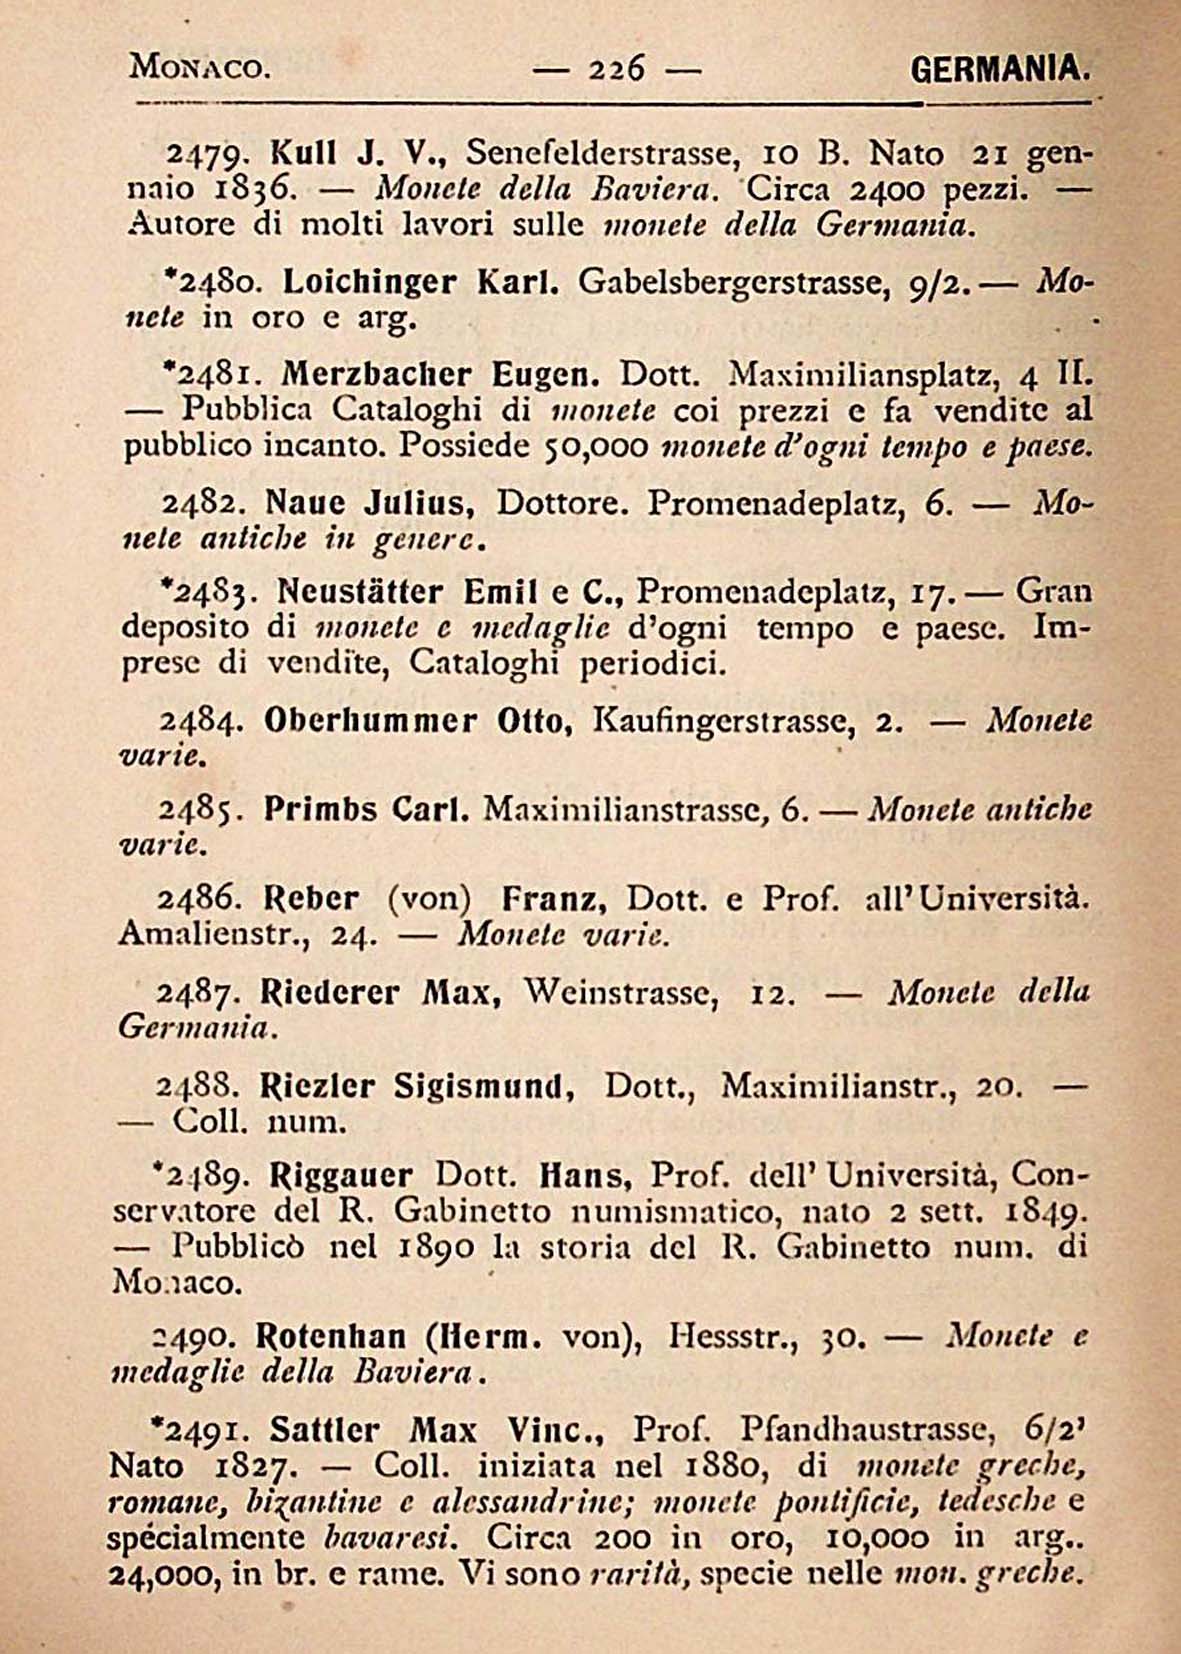 MONACO. — 226 — GERMANIA.
2479. Kull J. V., Senefelderstrasse, 10 B. Nato 21 gen-
naio 1836. — Monete della Baviera. Circa 2400 pezzi. —
Autore di molti lavori sulle monete della Germania.
*2480. Loichinger Karl. Gabelsbergerstrasse, 9/2. — Mo-
nete in oro e arg.
*2481. Merzbacher Eugen. Dott. Maximiliansplatz, 4 II.
— Pubblica Cataloghi di monete coi prezzi e fa vendite al
pubblico incanto. Possiede 50,000 monete d'ogni tempo e paese.
2482. Naue Julius, Dottore. Promenadeplatz, 6. — Mo-
nete antiche in genere.
*2483. Neustätter Emil e C., Promenadeplatz, 17. — Gran
deposito di monete e medaglie d'ogni tempo e paese. Im-
prese di vendite, Cataloghi periodici.
2484. Oberhummer Otto, Kaufingerstrasse, 2. — Monete
varie.
2485. Primbs Carl. Maximilianstrasse, 6. — Monete antiche
varie.
2486. Reber (von) Franz, Dott. e Prof. all' Università.
Amalienstr., 24. — Monete varie.
2487. Riederer Max, Weinstrasse, 12. — Monete della
Germania.
2488. Riezler Sigismund, Dott., Maximilianstr., 20. —
— Coll. num.
*2489. Riggauer Dott. Hans, Prof. dell' Università, Con-
servatore del R. Gabinetto numismatico, nato 2 sett. 1849.
— Pubblicò nel 1890 la storia del R. Gabinetto num. di
Monaco.
2490. Rotenhan (Herm. von), Hessstr., 30. — Monete e
medaglie della Baviera.
*2491. Sattler Max Vinc., Prof. Pfandhaustrasse, 6/2'
Nato 1827. — Coll. iniziata nel 1880, di monete greche,
romane, bizantine e alessandrine; monete pontificie, tedesche e
spécialmente bavaresi. Circa 200 in oro, 10,000 in arg..
24,000, in br. e rame. Vi sono rarità, specie nelle mon. greche.